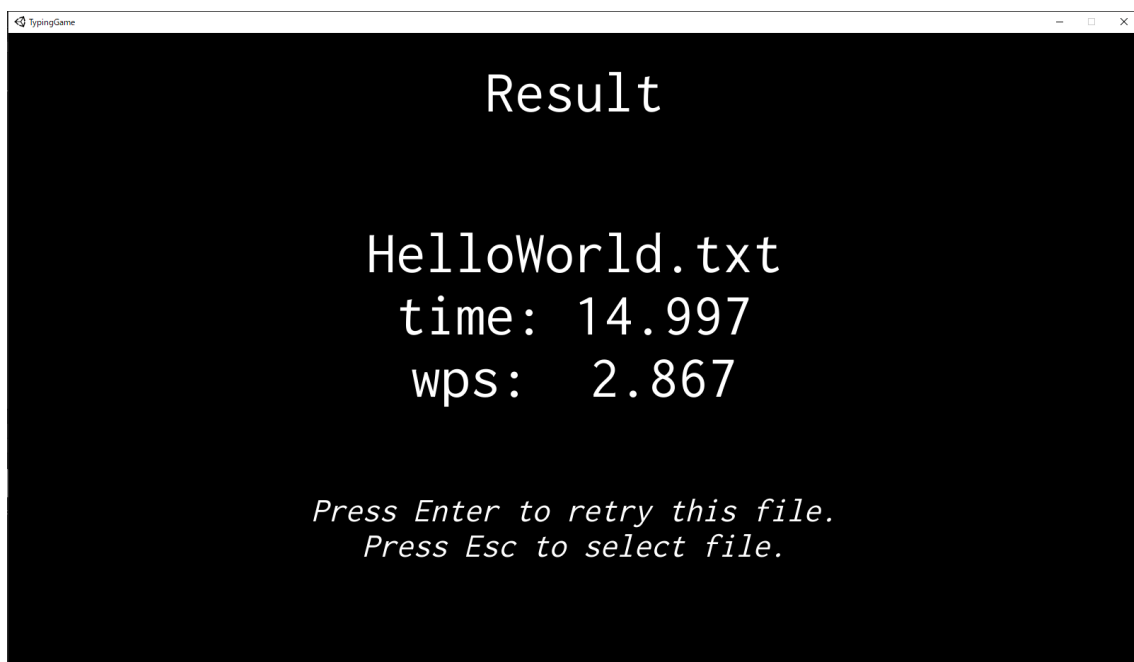 TypingGame
Result
HelloWorld.txt
time: 14.997
wps: 2.867
Press Enter to retry this file.
Press Esc to select file.